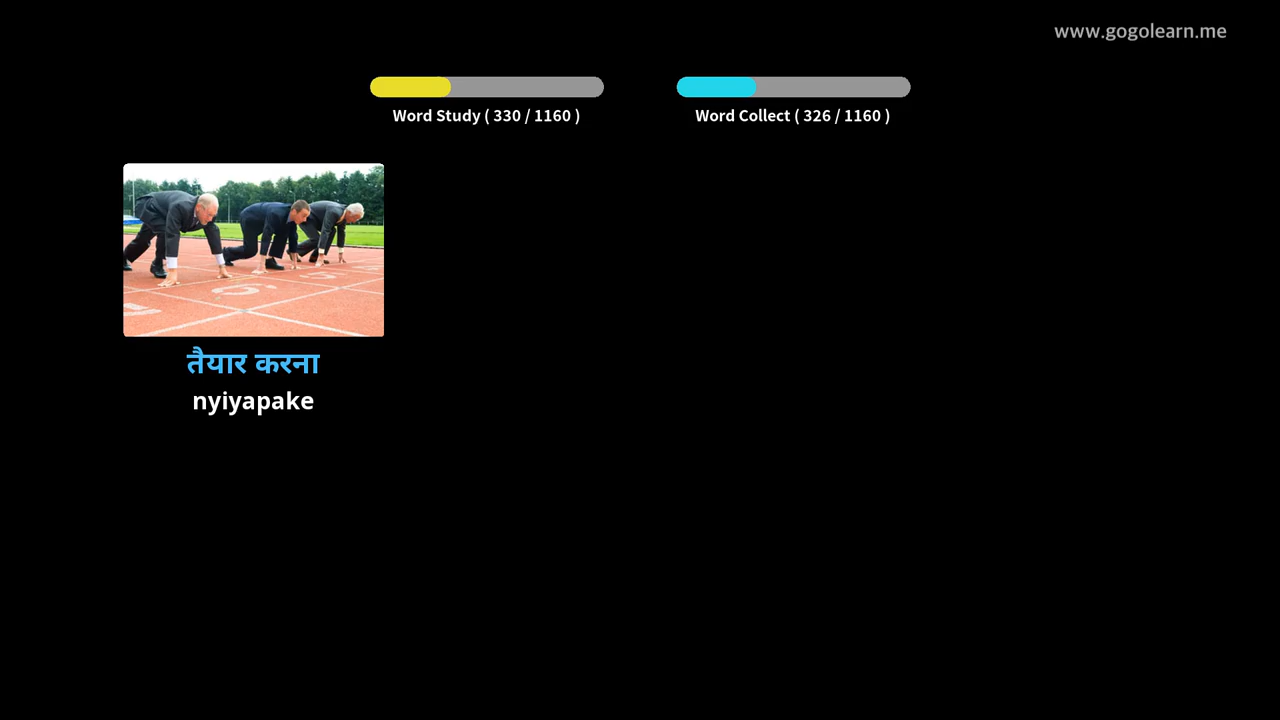 www.gogolearn.me
Word Study ( 330 / 1160 )
Word Collect ( 326 / 1160 )
तैयार करना
nyiyapake